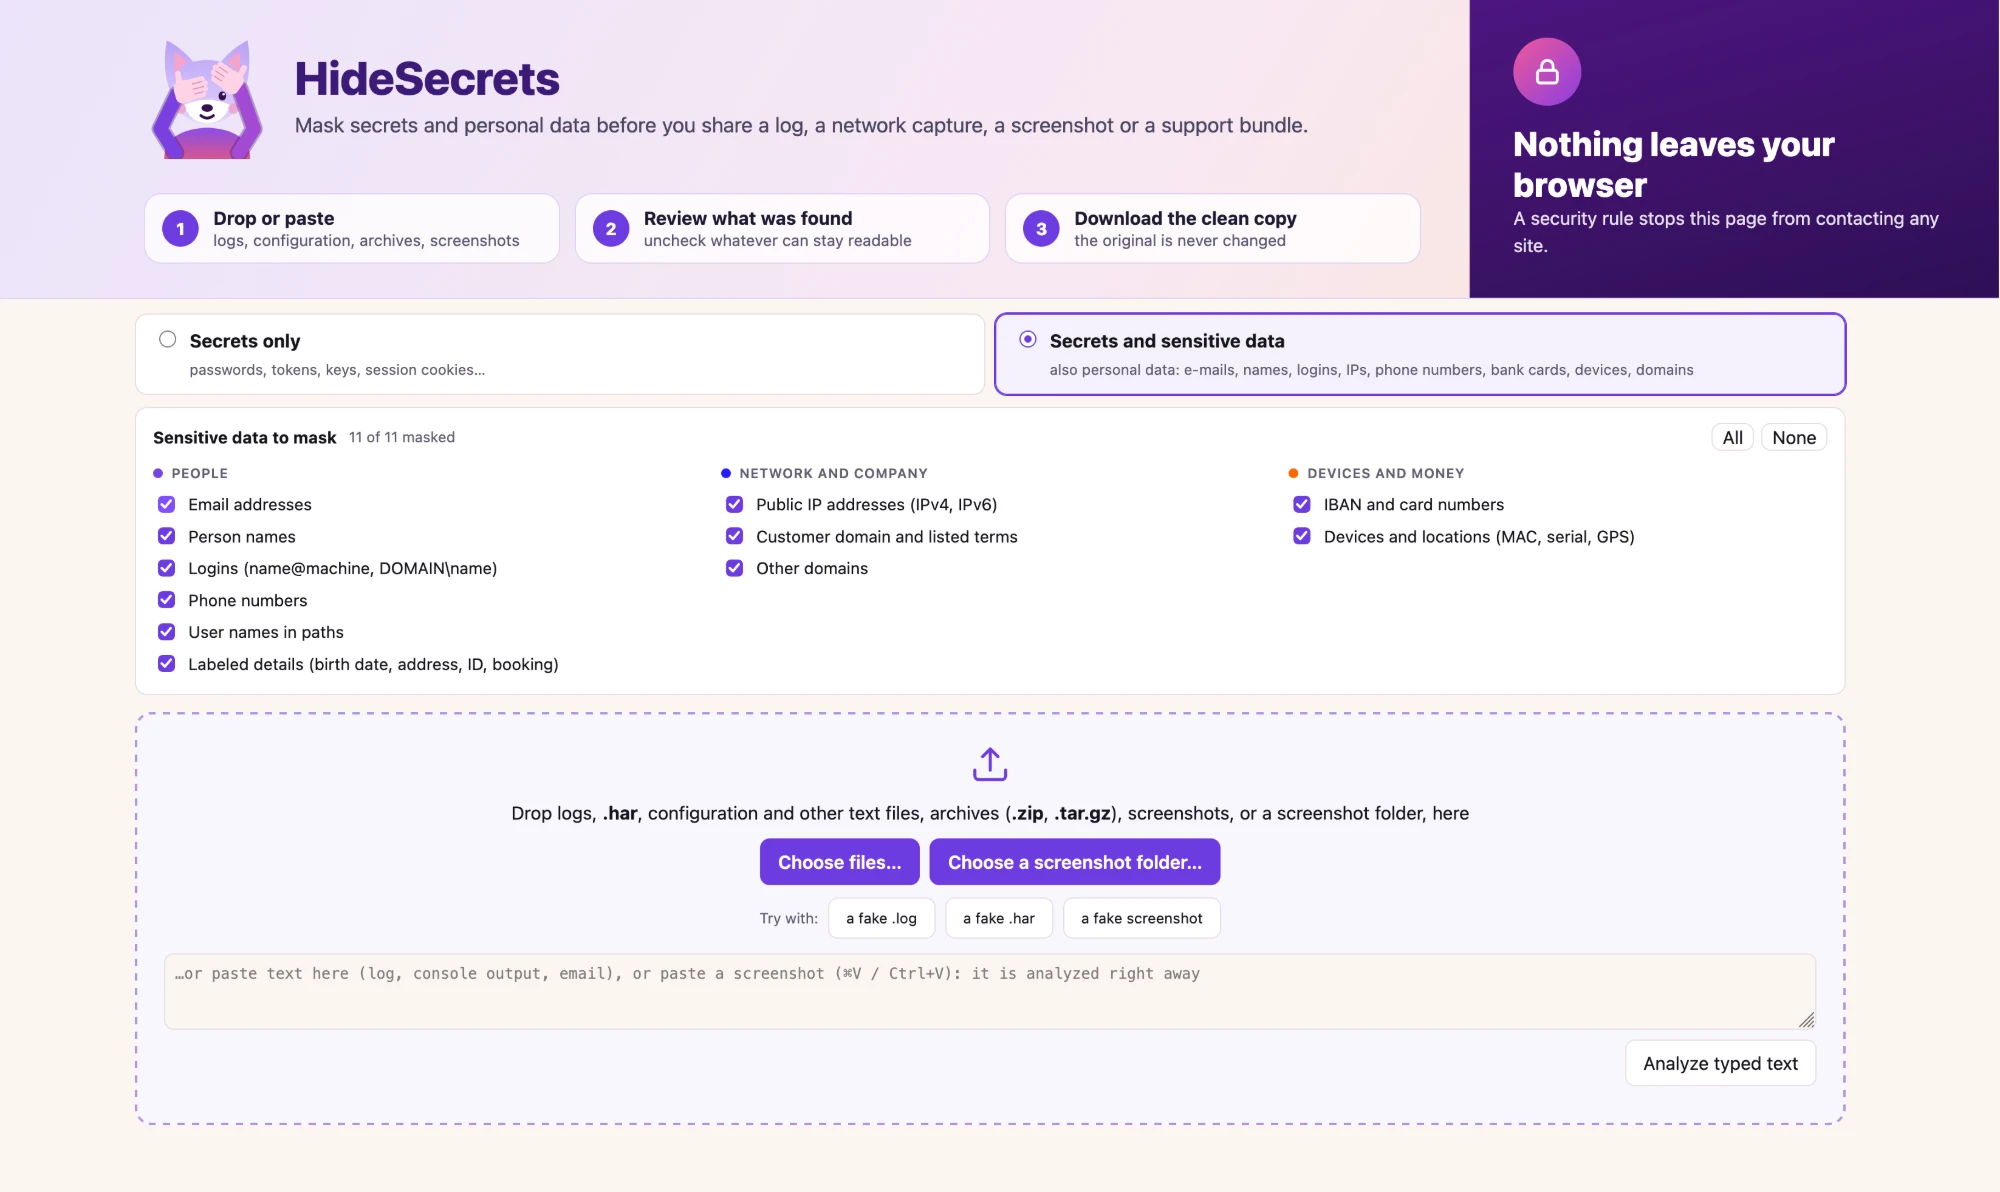 HideSecrets
Mask secrets and personal data before you share a log, a network capture, a screenshot or a support bundle.
1
Drop or paste
logs, configuration, archives, screenshots
2
Review what was found
uncheck whatever can stay readable
3
Download the clean copy
the original is never changed
Nothing leaves your
browser
A security rule stops this page from contacting any
site.
Secrets only
passwords, tokens, keys, session cookies...
Secrets and sensitive data
also personal data: e-mails, names, logins, IPs, phone numbers, bank cards, devices, domains
Sensitive data to mask 11 of 11 masked
All None
PEOPLE
Email addresses
Person names
Logins (name@machine, DOMAIN\name)
Phone numbers
User names in paths
Labeled details (birth date, address, ID, booking)
NETWORK AND COMPANY
Public IP addresses (IPv4, IPv6)
Customer domain and listed terms
Other domains
DEVICES AND MONEY
IBAN and card numbers
Devices and locations (MAC, serial, GPS)
Drop logs, .har, configuration and other text files, archives (.zip, .tar.gz), screenshots, or a screenshot folder, here
Choose files... Choose a screenshot folder...
Try with: a fake .log a fake .har a fake screenshot
…or paste text here (log, console output, email), or paste a screenshot (⌘V / Ctrl+V): it is analyzed right away
Analyze typed text